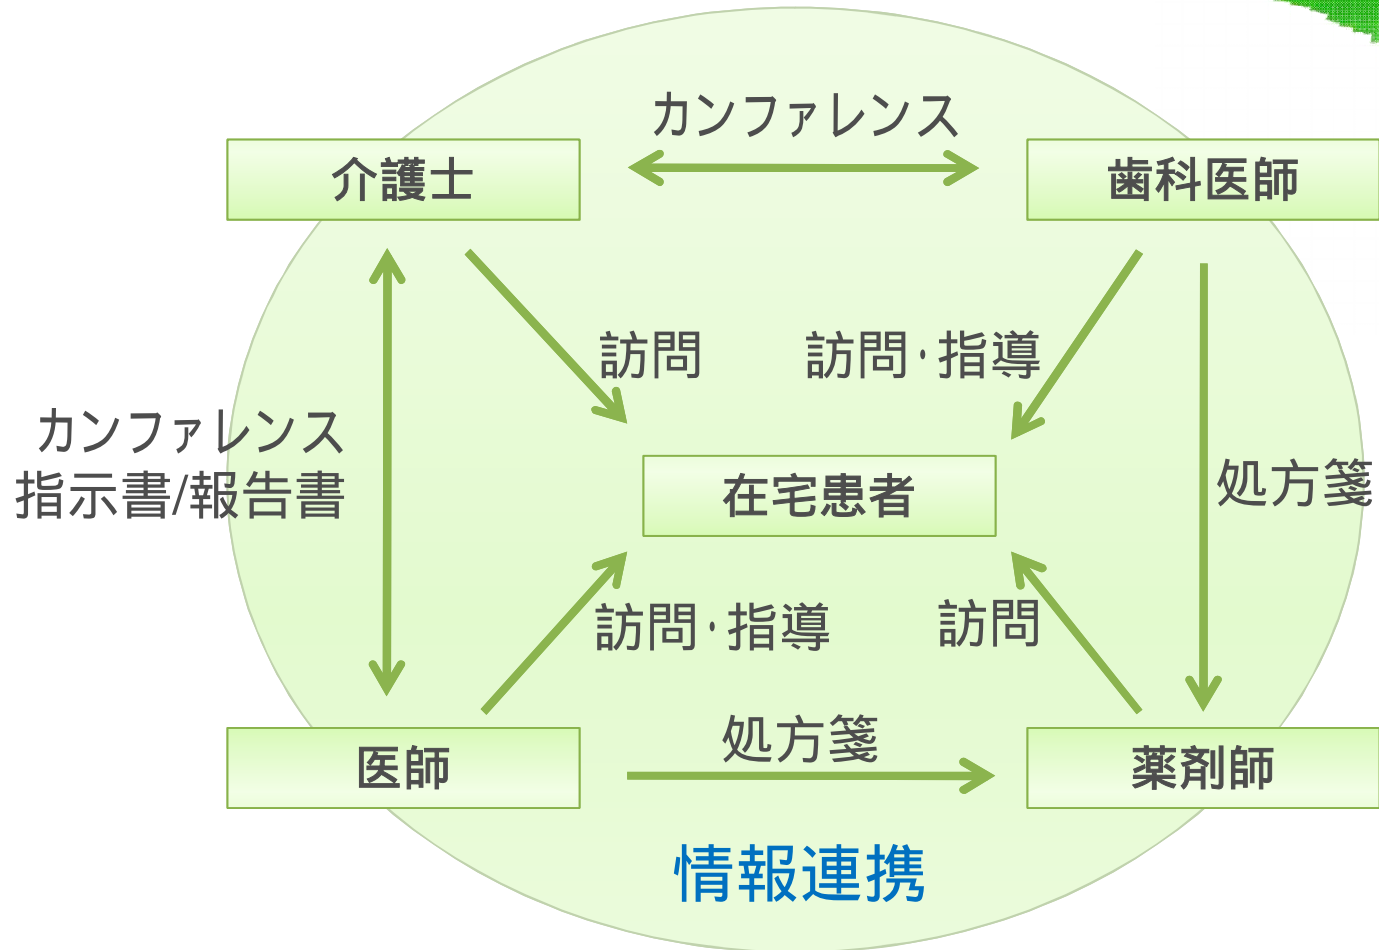 カンファレンス
介護士
歯科医師
訪問
訪問・指導
カンファレンス
指示書/報告書
処方箋
在宅患者
訪問・指導
訪問
処方箋
医師
薬剤師
情報連携